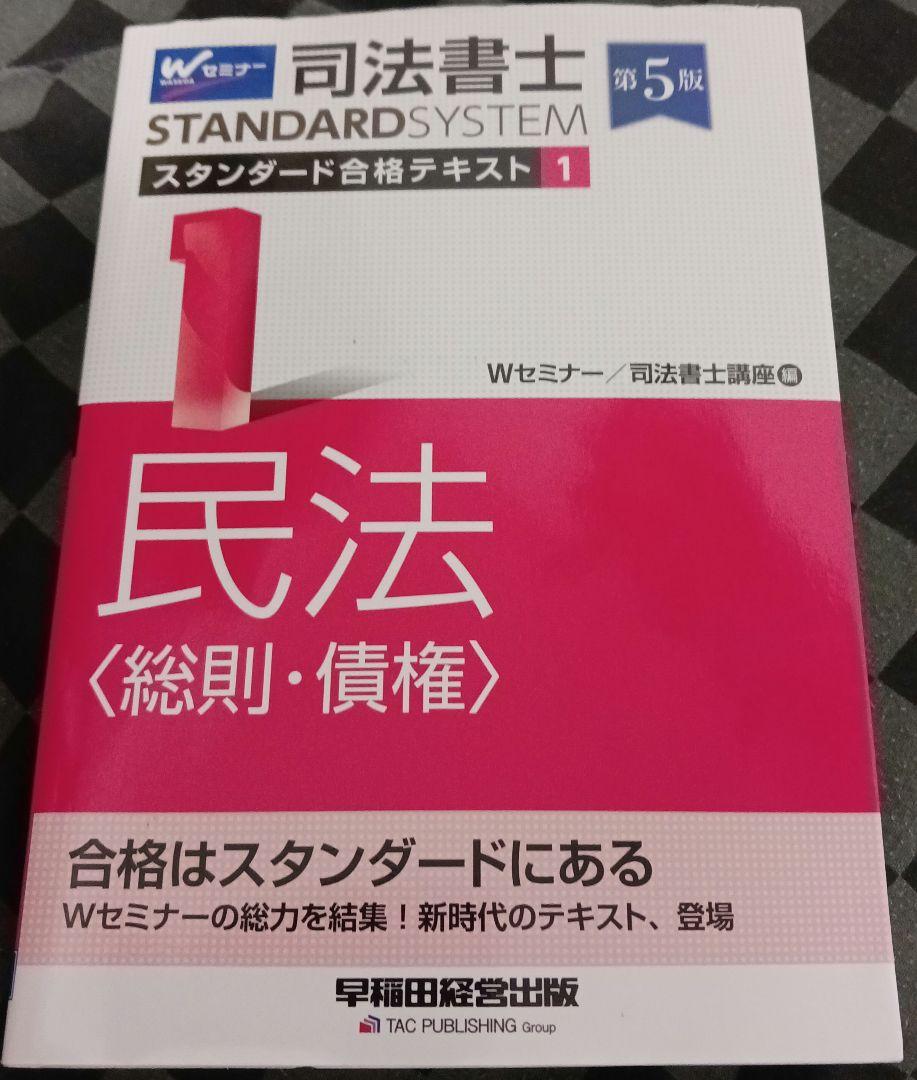 Wセミナー
WASEDA
司法書士
第5版
STANDARDSYSTEM
スタンダード合格テキスト 1
1
Wセミナー／司法書士講座 編
民法
〈総則・債権〉
合格はスタンダードにある
Wセミナーの総力を結集！新時代のテキスト、登場
早稲田経営出版
TAC PUBLISHING Group